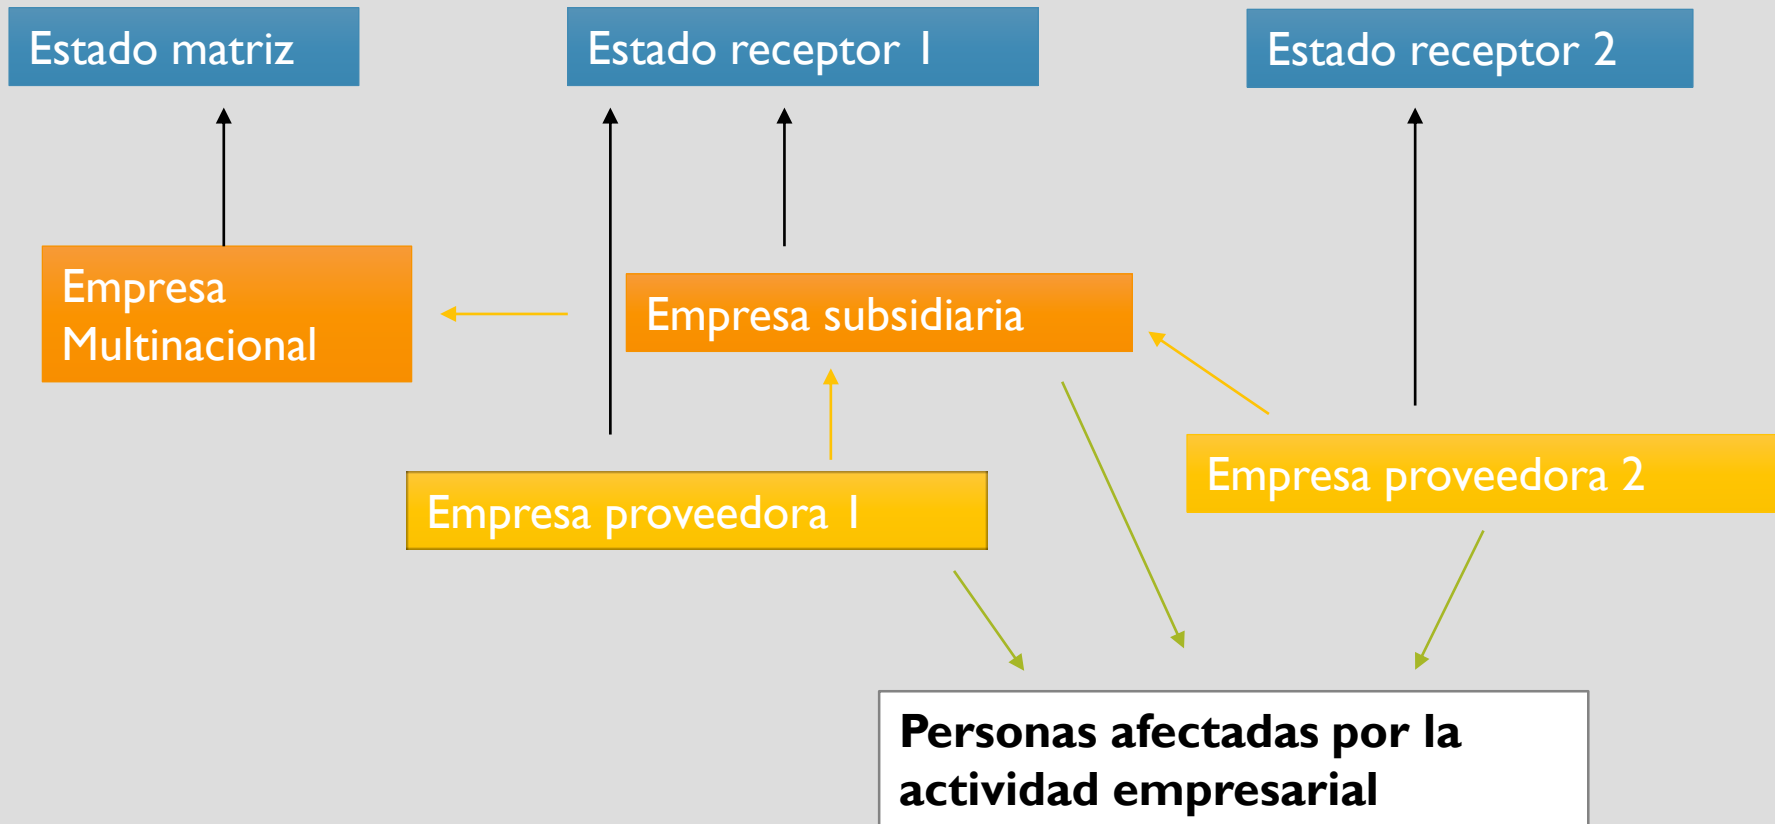 Estado matriz
Estado receptor 1
Estado receptor 2
Empresa
Multinacional
Empresa subsidiaria
Empresa proveedora 1
Empresa proveedora 2
Personas afectadas por la
actividad empresarial